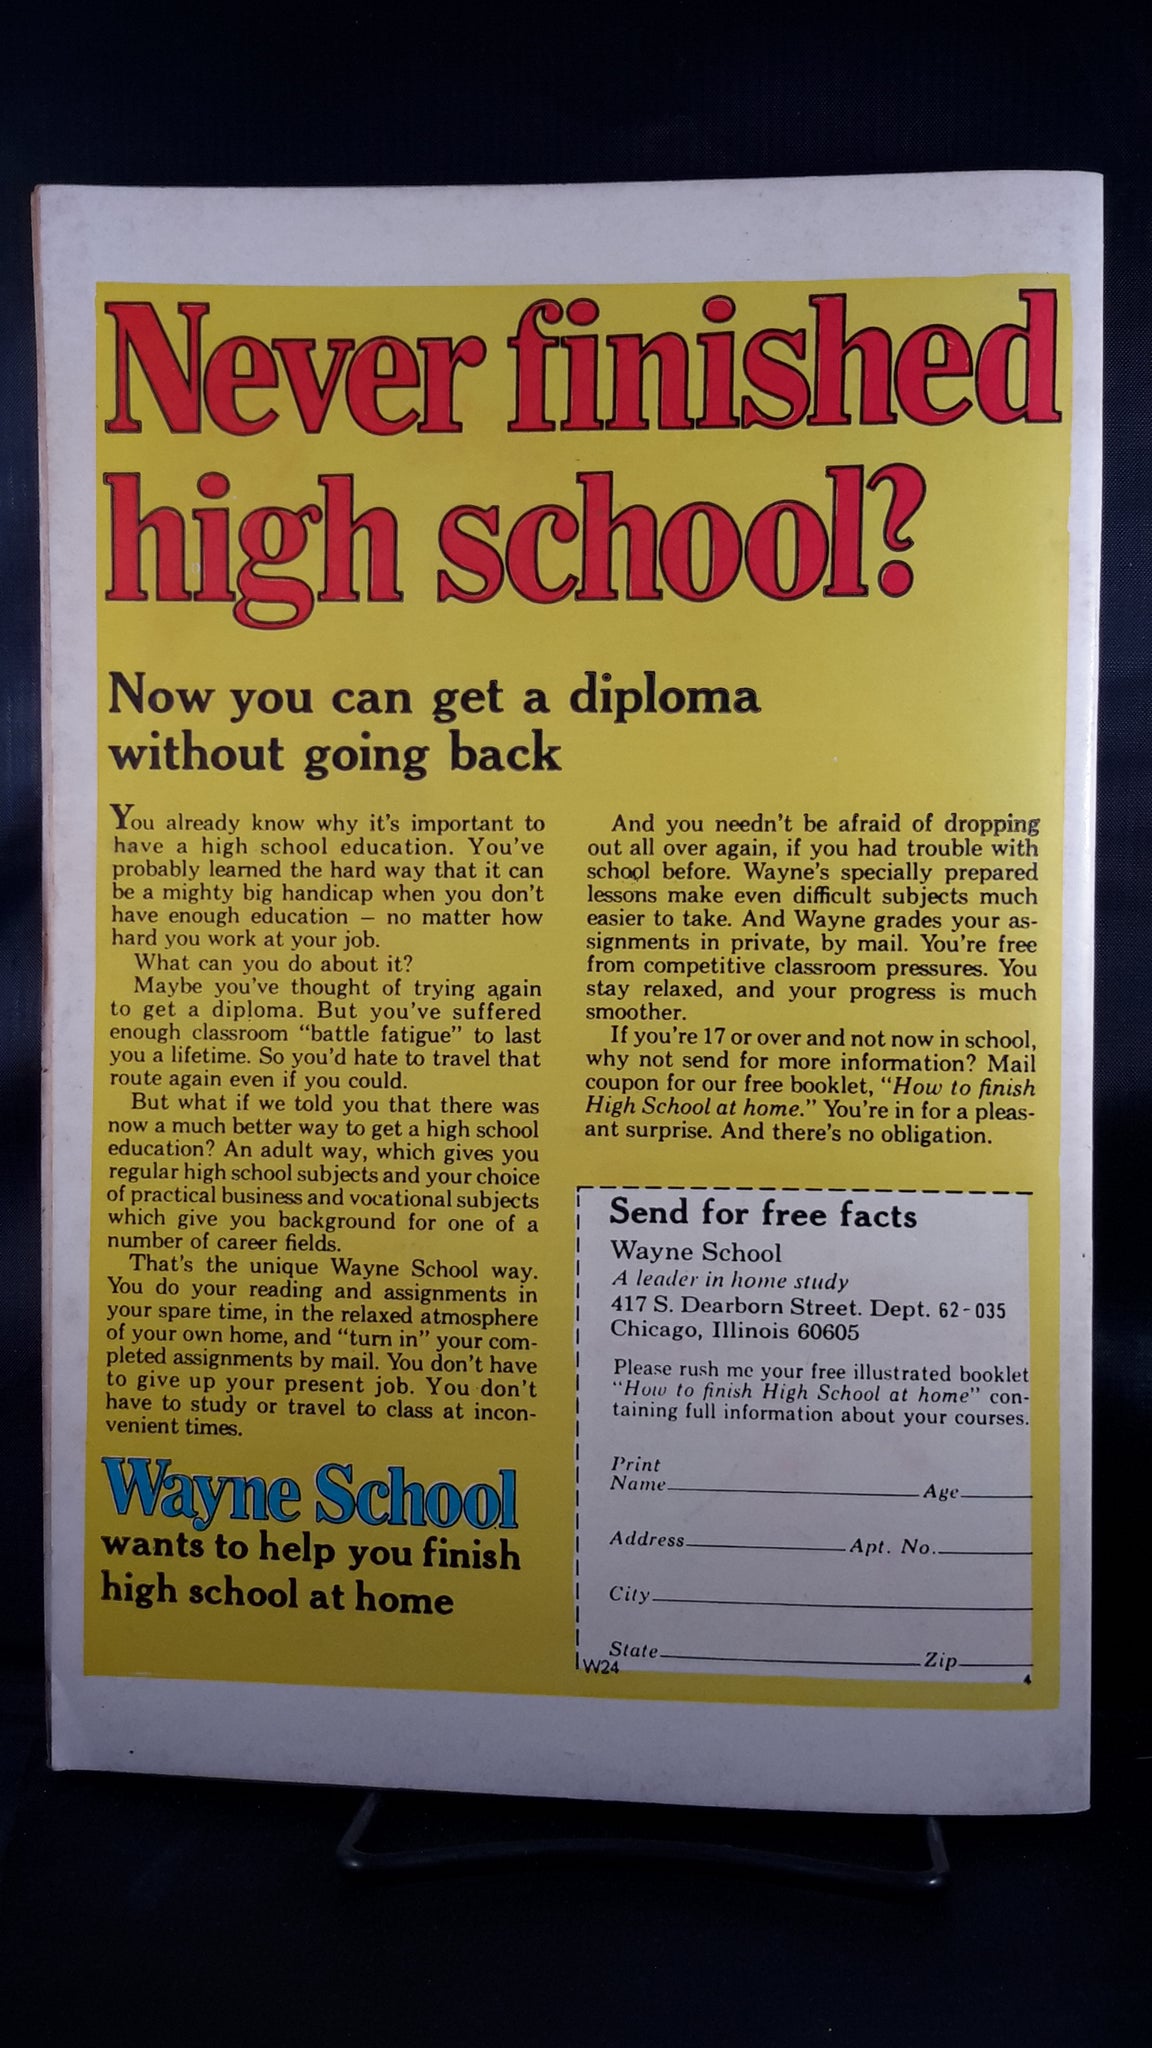 Never finished
high school?
Now you can get a diploma
without going back
You already know why it's important to
have a high school education. You've
probably learned the hard way that it can
be a mighty big handicap when you don't
have enough education – no matter how
hard you work at your job.
What can you do about it?
Maybe you've thought of trying again
to get a diploma. But you've suffered
enough classroom "battle fatigue" to last
you a lifetime. So you'd hate to travel that
route again even if you could.
But what if we told you that there was
now a much better way to get a high school
education? An adult way, which gives you
regular high school subjects and your choice
of practical business and vocational subjects
which give you background for one of a
number of career fields.
That's the unique Wayne School way.
You do your reading and assignments in
your spare time, in the relaxed atmosphere
of your own home, and "turn in" your com-
pleted assignments by mail. You don't have
to give up your present job. You don't
have to study or travel to class at incon-
venient times.
Wayne School
wants to help you finish
high school at home
And you needn't be afraid of dropping
out all over again, if you had trouble with
school before. Wayne's specially prepared
lessons make even difficult subjects much
easier to take. And Wayne grades your as-
signments in private, by mail. You're free
from competitive classroom pressures. You
stay relaxed, and your progress is much
smoother.
If you're 17 or over and not now in school,
why not send for more information? Mail
coupon for our free booklet, "How to finish
High School at home." You're in for a pleas-
ant surprise. And there's no obligation.
Send for free facts
Wayne School
A leader in home study
417 S. Dearborn Street. Dept. 62-035
Chicago, Illinois 60605
Please rush me your free illustrated booklet
"How to finish High School at home" con-
taining full information about your courses.
Print
Name Age
Address Apt. No.
City
State Zip
W24 4